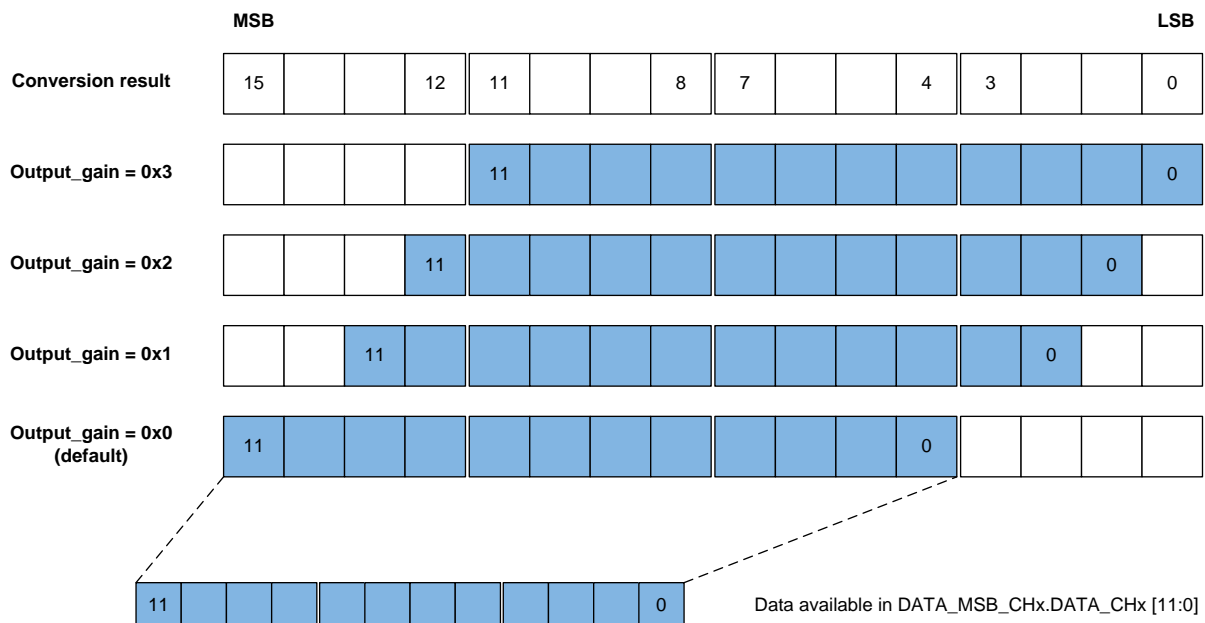 MSB LSB
Conversion result 15 12 11 8 7 4 3 0
Output_gain = 0x3 11 0
Output_gain = 0x2 11 0
Output_gain = 0x1 11 0
Output_gain = 0x0
(default) 11 0
11 0 Data available in DATA_MSB_CHx.DATA_CHx [11:0]